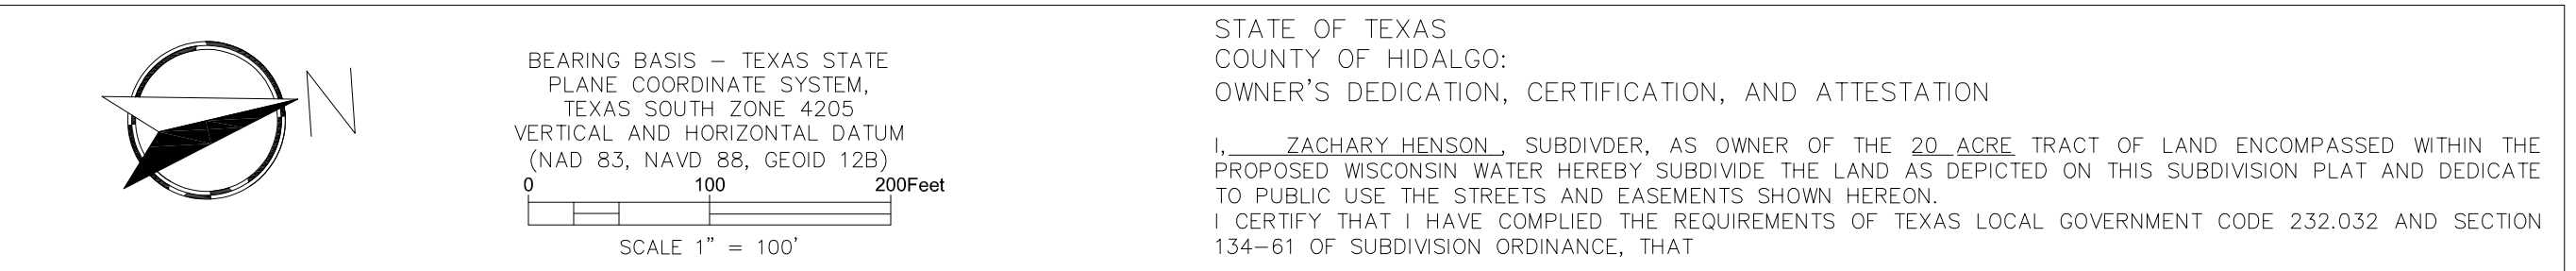 N
BEARING BASIS – TEXAS STATE
PLANE COORDINATE SYSTEM,
TEXAS SOUTH ZONE 4205
VERTICAL AND HORIZONTAL DATUM
(NAD 83, NAVD 88, GEOID 12B)
0 100 200Feet
SCALE 1" = 100'
STATE OF TEXAS
COUNTY OF HIDALGO:
OWNER'S DEDICATION, CERTIFICATION, AND ATTESTATION
I, ZACHARY HENSON , SUBDIVDER, AS OWNER OF THE 20 ACRE TRACT OF LAND ENCOMPASSED WITHIN THE
PROPOSED WISCONSIN WATER HEREBY SUBDIVIDE THE LAND AS DEPICTED ON THIS SUBDIVISION PLAT AND DEDICATE
TO PUBLIC USE THE STREETS AND EASEMENTS SHOWN HEREON.
I CERTIFY THAT I HAVE COMPLIED THE REQUIREMENTS OF TEXAS LOCAL GOVERNMENT CODE 232.032 AND SECTION
134–61 OF SUBDIVISION ORDINANCE, THAT